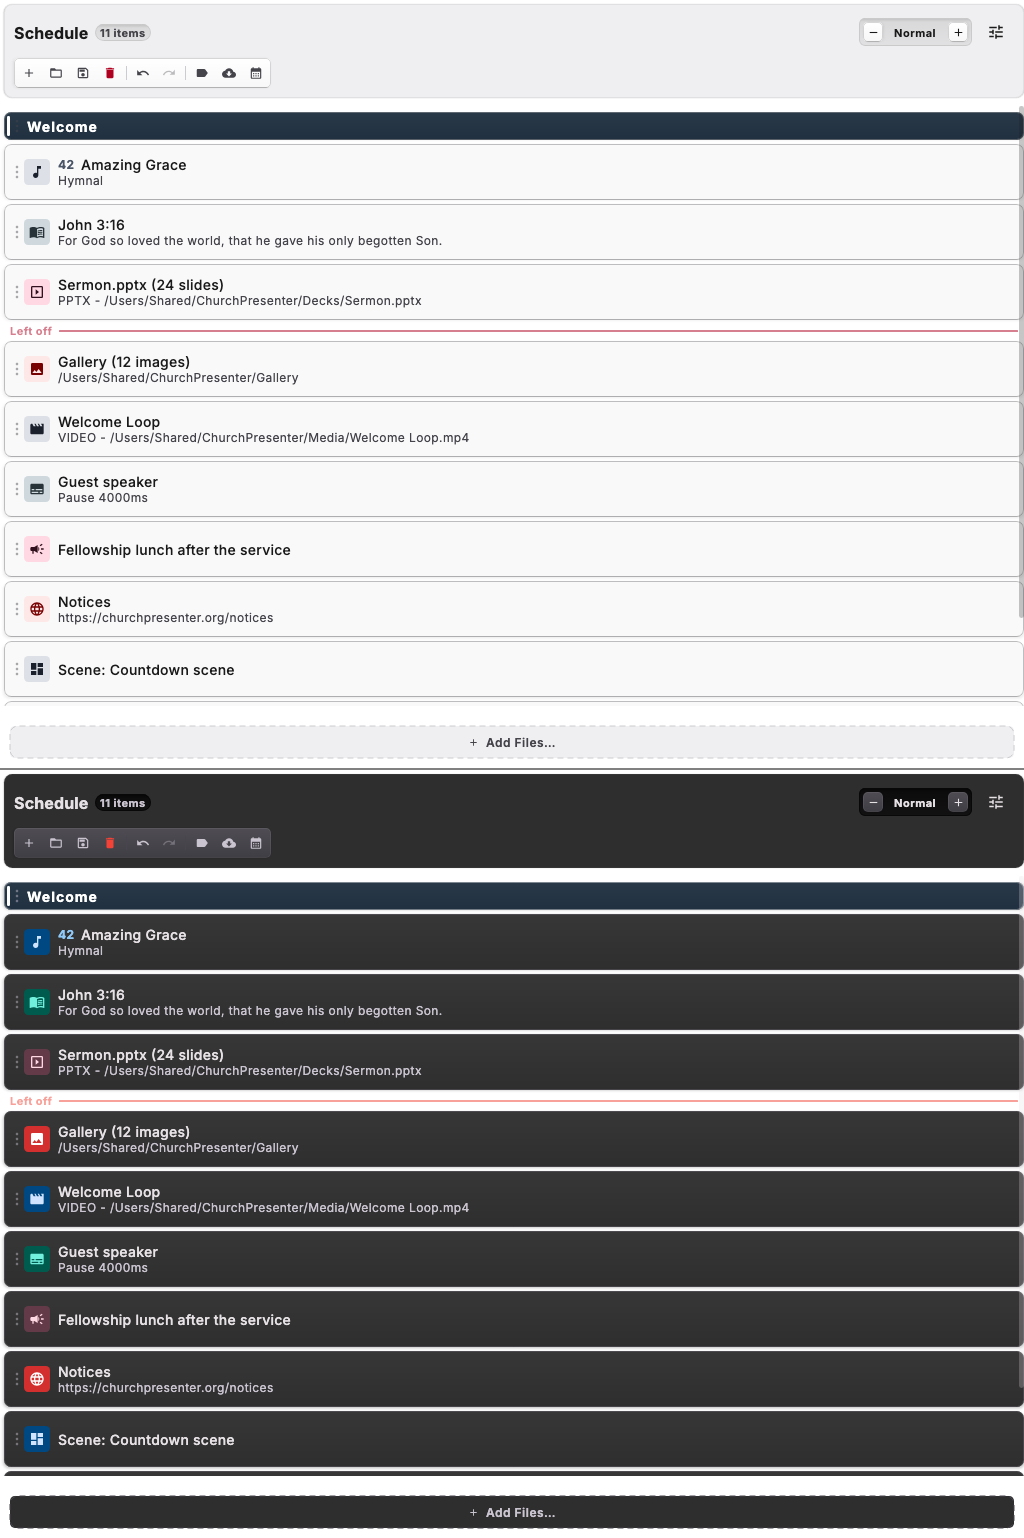 Schedule 11 items
− Normal +
Welcome
42 Amazing Grace
Hymnal
John 3:16
For God so loved the world, that he gave his only begotten Son.
Sermon.pptx (24 slides)
PPTX - /Users/Shared/ChurchPresenter/Decks/Sermon.pptx
Left off
Gallery (12 images)
/Users/Shared/ChurchPresenter/Gallery
Welcome Loop
VIDEO - /Users/Shared/ChurchPresenter/Media/Welcome Loop.mp4
Guest speaker
Pause 4000ms
Fellowship lunch after the service
Notices
https://churchpresenter.org/notices
Scene: Countdown scene
+ Add Files...
Schedule 11 items
− Normal +
Welcome
42 Amazing Grace
Hymnal
John 3:16
For God so loved the world, that he gave his only begotten Son.
Sermon.pptx (24 slides)
PPTX - /Users/Shared/ChurchPresenter/Decks/Sermon.pptx
Left off
Gallery (12 images)
/Users/Shared/ChurchPresenter/Gallery
Welcome Loop
VIDEO - /Users/Shared/ChurchPresenter/Media/Welcome Loop.mp4
Guest speaker
Pause 4000ms
Fellowship lunch after the service
Notices
https://churchpresenter.org/notices
Scene: Countdown scene
+ Add Files...